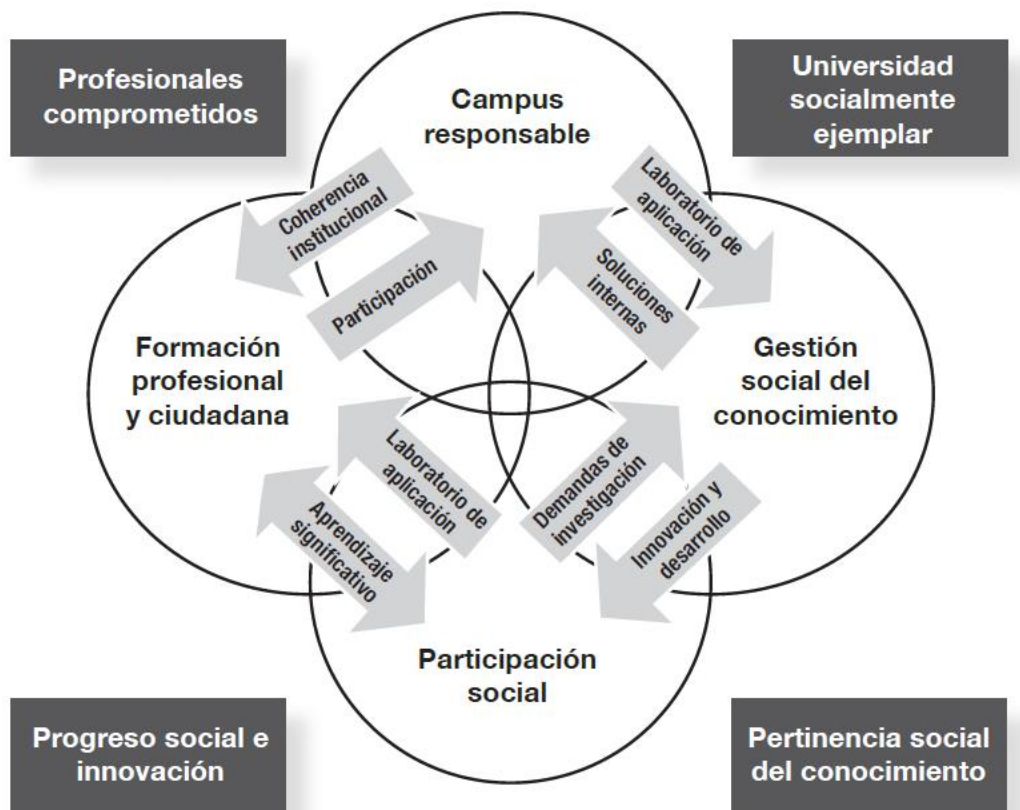 Profesionales
comprometidos
Campus
responsable
Universidad
socialmente
ejemplar
Coherencia
institucional
Participación
Laboratorio de
aplicación
Soluciones
internas
Formación
profesional
y ciudadana
Gestión
social del
conocimiento
Laboratorio de
aplicación
Aprendizaje
significativo
Demandas de
investigación
Innovación y
desarrollo
Participación
social
Progreso social e
innovación
Pertinencia social
del conocimiento